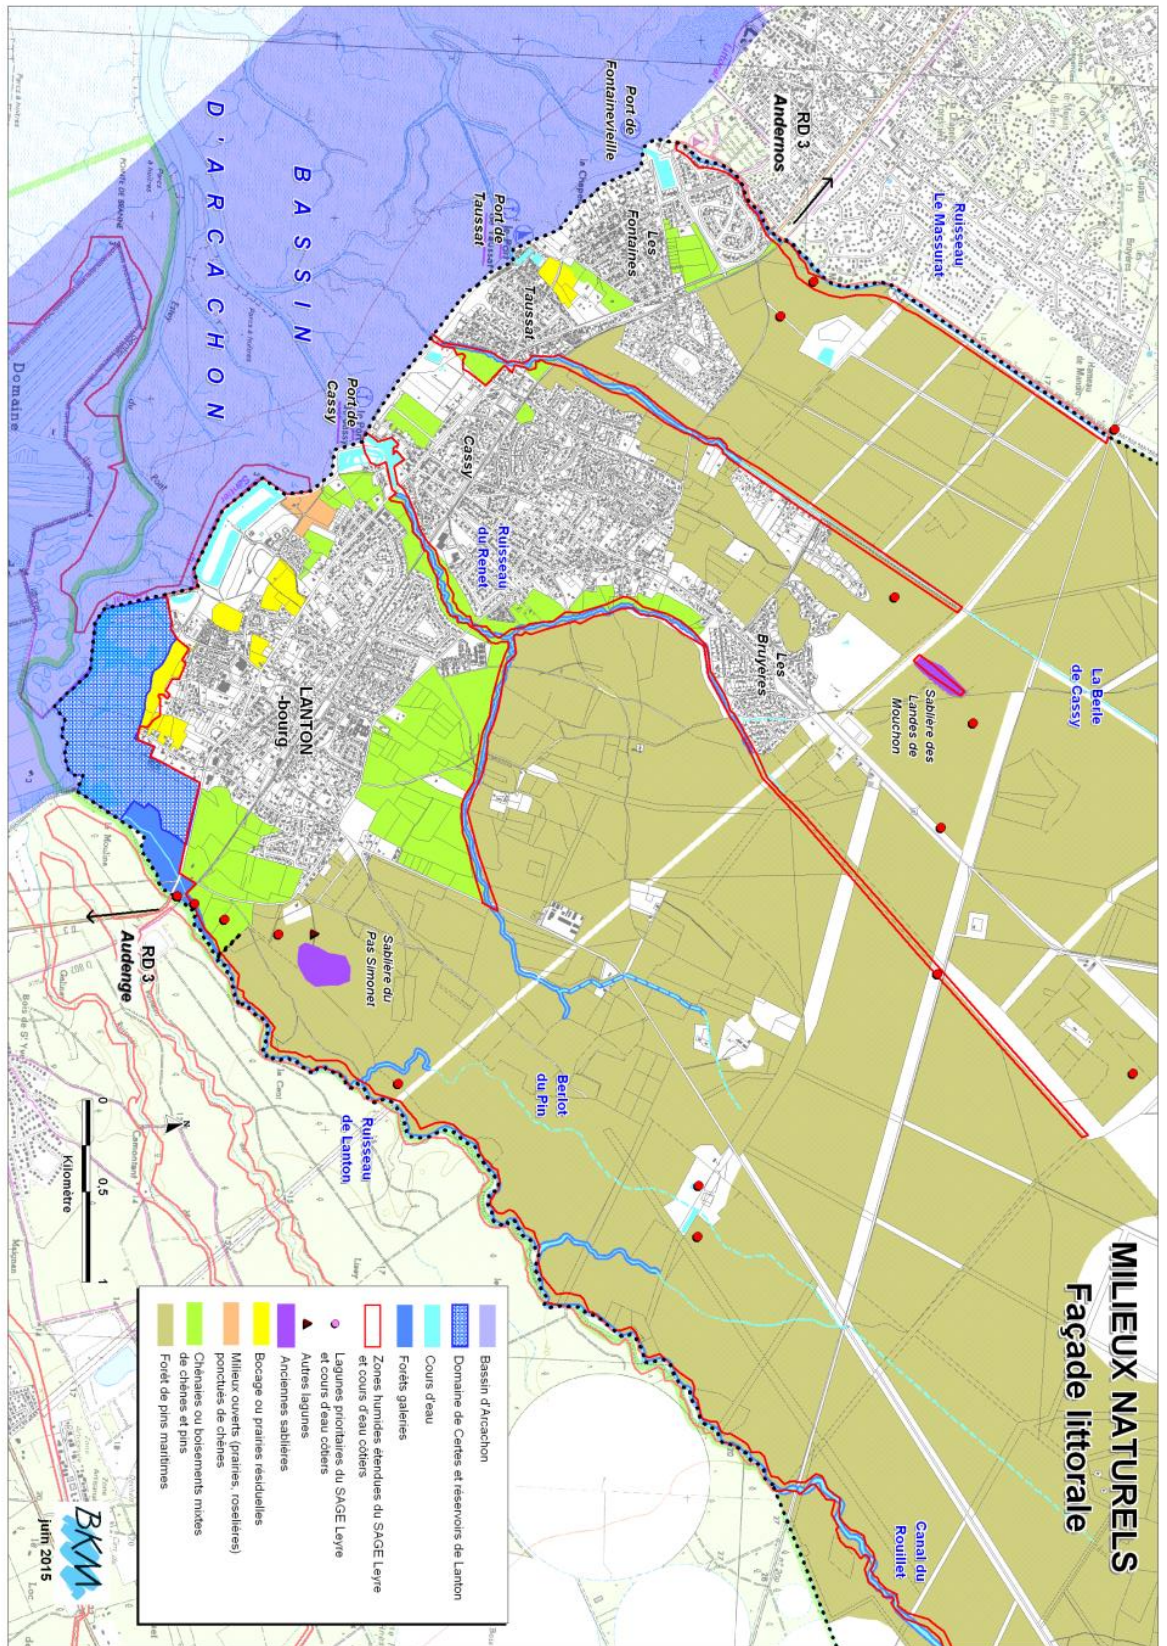 MILIEUX NATURELS
Façade littorale
RD 3
Andernos
Ruisseau
Le Massurat
Port de
Fontainevieille
Les
Fontaines
Port de
Taussat
Taussat
BASSIN
D'ARCACHON
Port de
Cassy
Cassy
Ruisseau
du Renet
Les
Bruyères
La Berle
de Cassy
Sablière des
Landes de
Mouchon
LANTON
-bourg
Domaine
POINTE DE BRANNE
Parcs à huîtres
Sablière du
Pas Simonet
RD 3
Audenge
Berlot
du Pin
Ruisseau
de Lanton
Canal du
Rouillet
N
0 0,5 1
Kilomètre
Bassin d'Arcachon
Domaine de Certes et réservoirs de Lanton
Cours d'eau
Forêts galeries
Zones humides étendues du SAGE Leyre
et cours d'eau côtiers
Lagunes prioritaires du SAGE Leyre
et cours d'eau côtiers
Autres lagunes
Anciennes sablières
Bocage ou prairies résiduelles
Milieux ouverts (prairies, roselières)
ponctués de chênes
Chênaies ou boisements mixtes
de chênes et pins
Forêt de pins maritimes
BKM
juin 2015